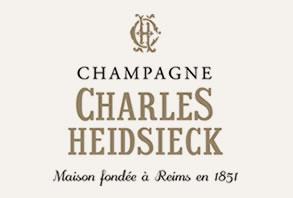 CHAMPAGNE
CHARLES
HEIDSIECK
Maison fondée à Reims en 1851